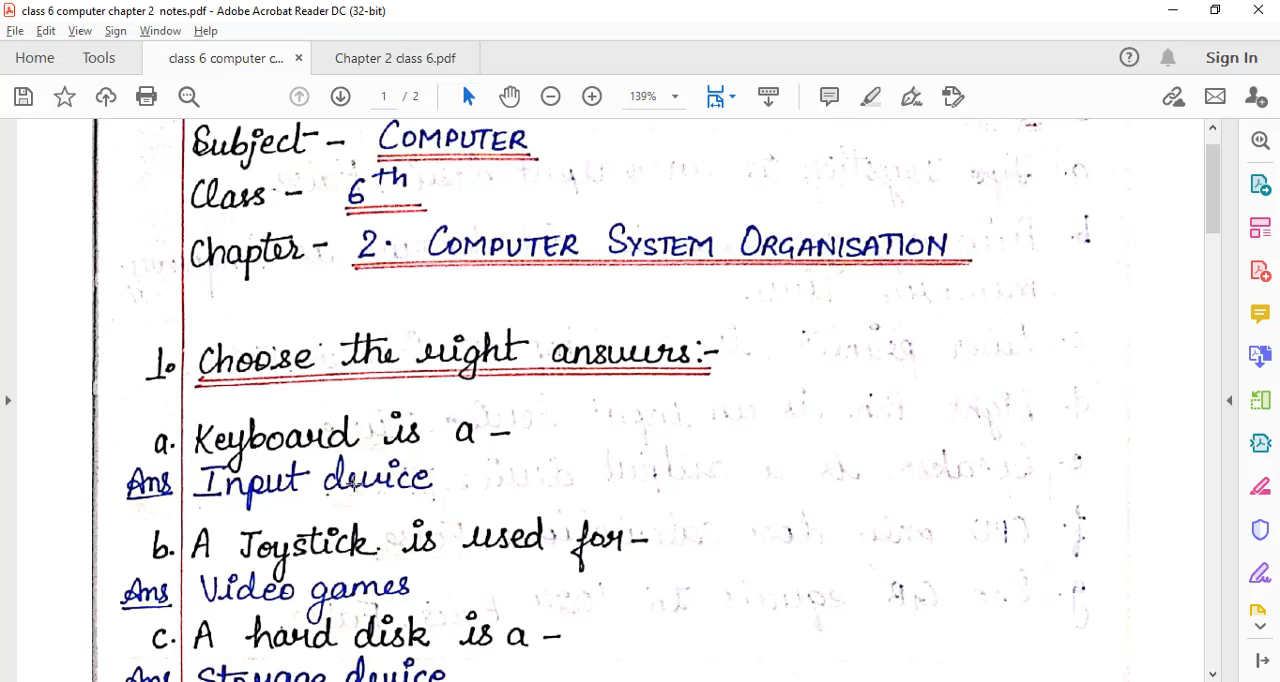 class 6 computer chapter 2 notes.pdf - Adobe Acrobat Reader DC (32-bit)
File Edit View Sign Window Help
Home Tools class 6 computer c... × Chapter 2 class 6.pdf Sign In
1 / 2 139%
Subject - COMPUTER
Class - 6th
Chapter - 2. COMPUTER SYSTEM ORGANISATION
1. Choose the right answers:-
a. Keyboard is a -
Ans Input device
b. A Joystick is used for -
Ans Video games
c. A hard disk is a -
Ans Storage device